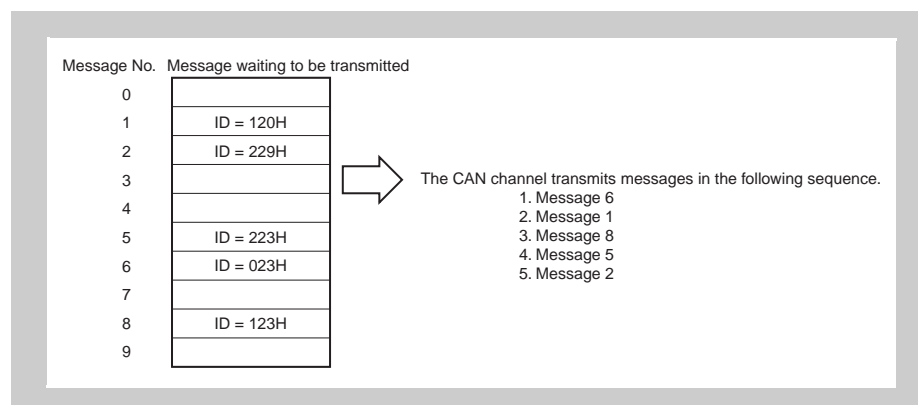 Message No. Message waiting to be transmitted
0
1 ID = 120H
2 ID = 229H
3
4
5 ID = 223H
6 ID = 023H
7
8 ID = 123H
9
The CAN channel transmits messages in the following sequence.
1. Message 6
2. Message 1
3. Message 8
4. Message 5
5. Message 2